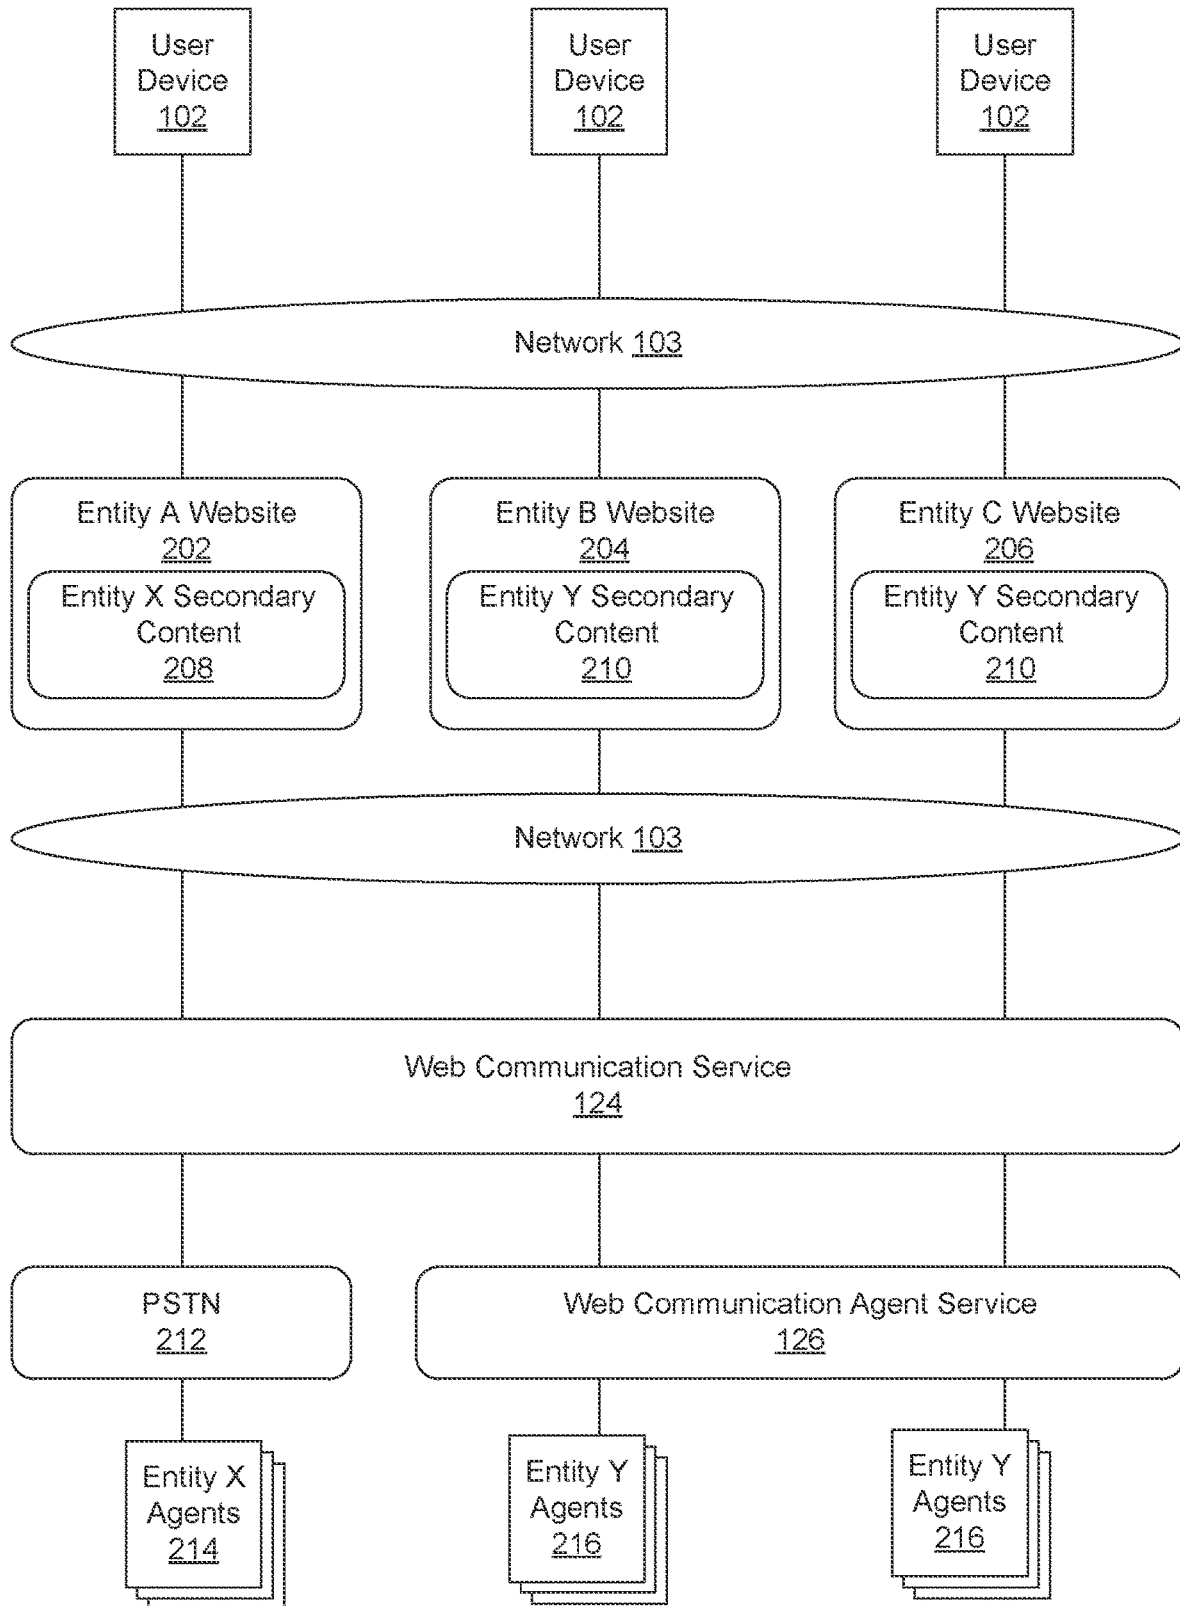 User
Device
102
User
Device
102
User
Device
102
Network 103
Entity A Website
202
Entity X Secondary
Content
208
Entity B Website
204
Entity Y Secondary
Content
210
Entity C Website
206
Entity Y Secondary
Content
210
Network 103
Web Communication Service
124
PSTN
212
Web Communication Agent Service
126
Entity X
Agents
214
Entity Y
Agents
216
Entity Y
Agents
216